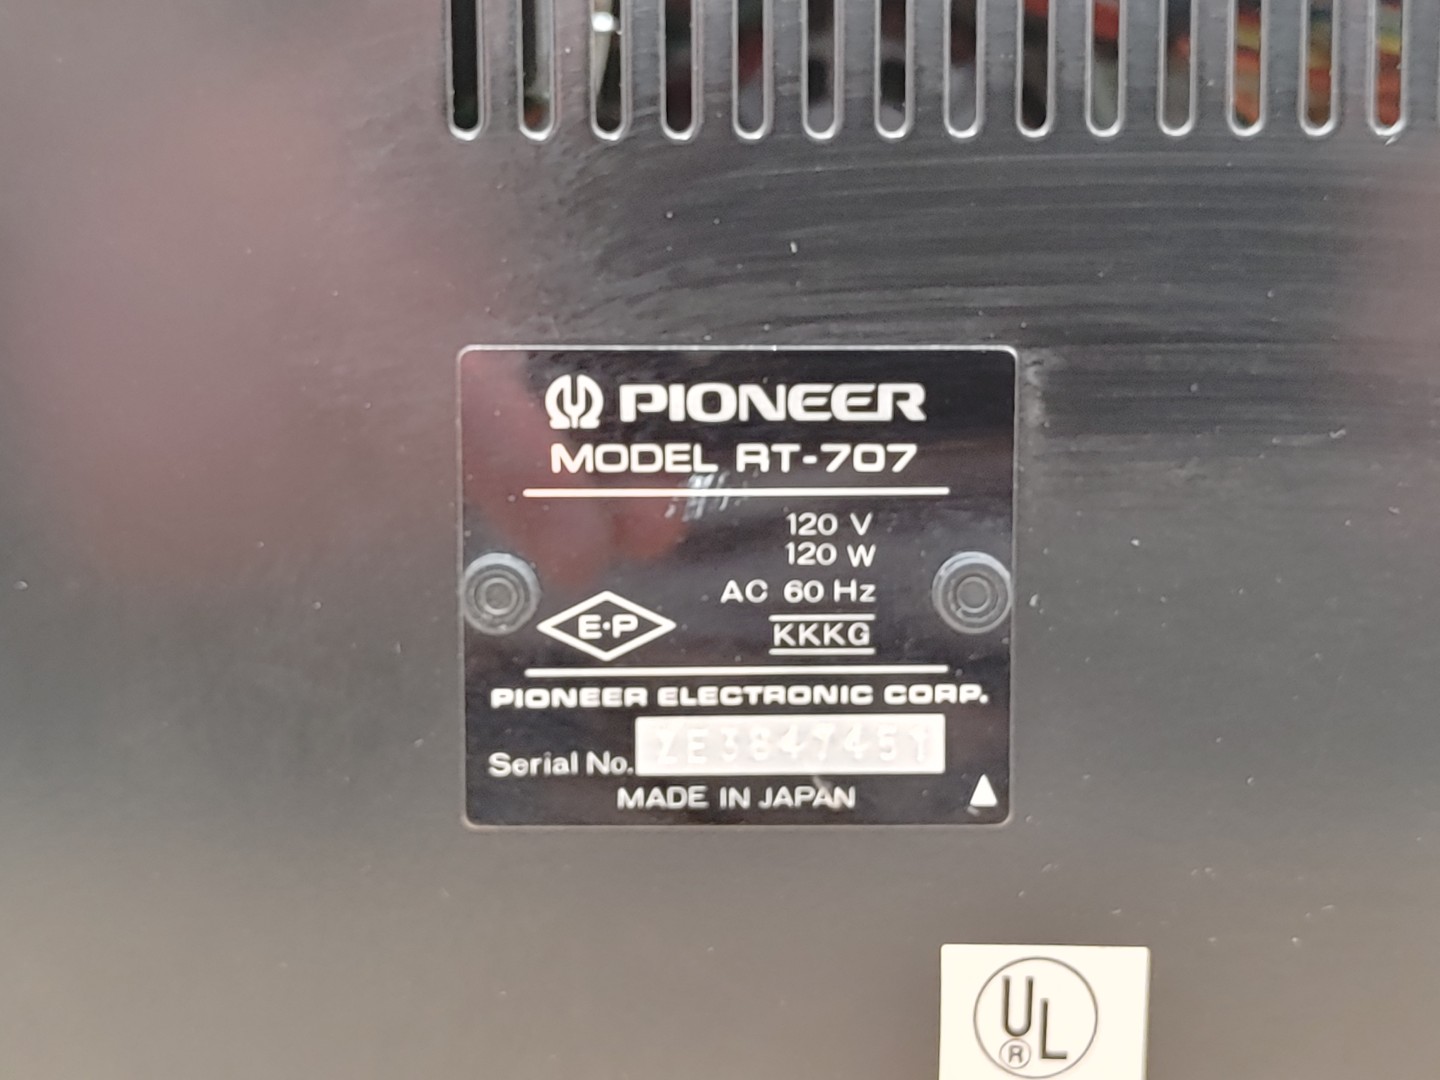 PIONEER
MODEL RT-707
120 V
120 W
AC 60 Hz
E·P
KKKG
PIONEER ELECTRONIC CORP.
Serial No.
MADE IN JAPAN
UL
®